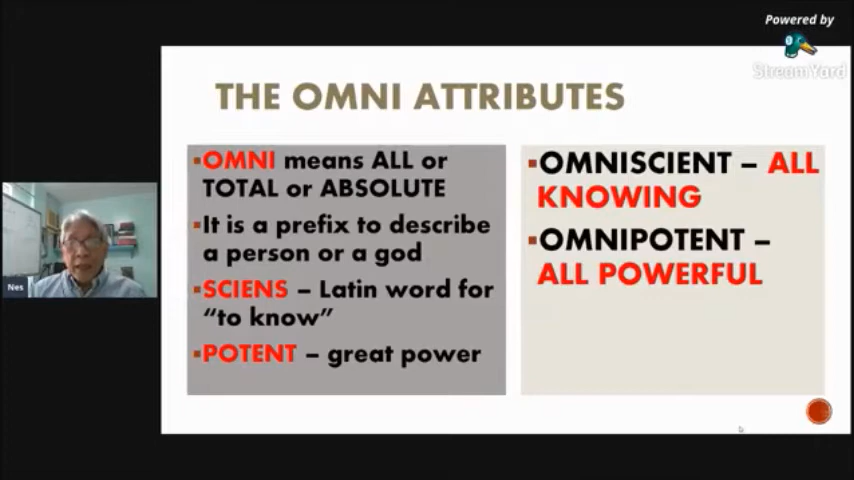 Powered by
StreamYard
THE OMNI ATTRIBUTES
▪OMNI means ALL or
TOTAL or ABSOLUTE
▪It is a prefix to describe
a person or a god
▪SCIENS – Latin word for
“to know”
▪POTENT – great power
▪OMNISCIENT – ALL
KNOWING
▪OMNIPOTENT –
ALL POWERFUL
Nes